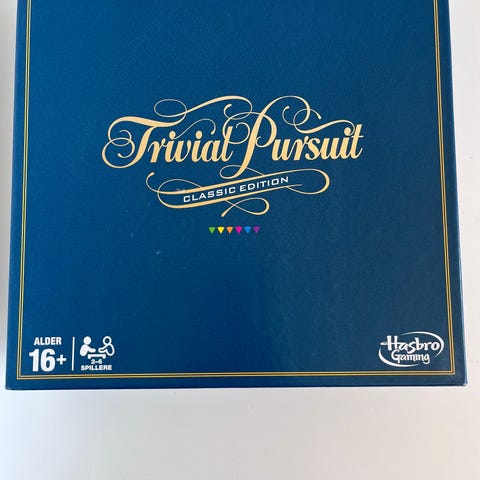 Trivial Pursuit
CLASSIC EDITION
ALDER
16+
2-6
SPILLERE
Hasbro
Gaming